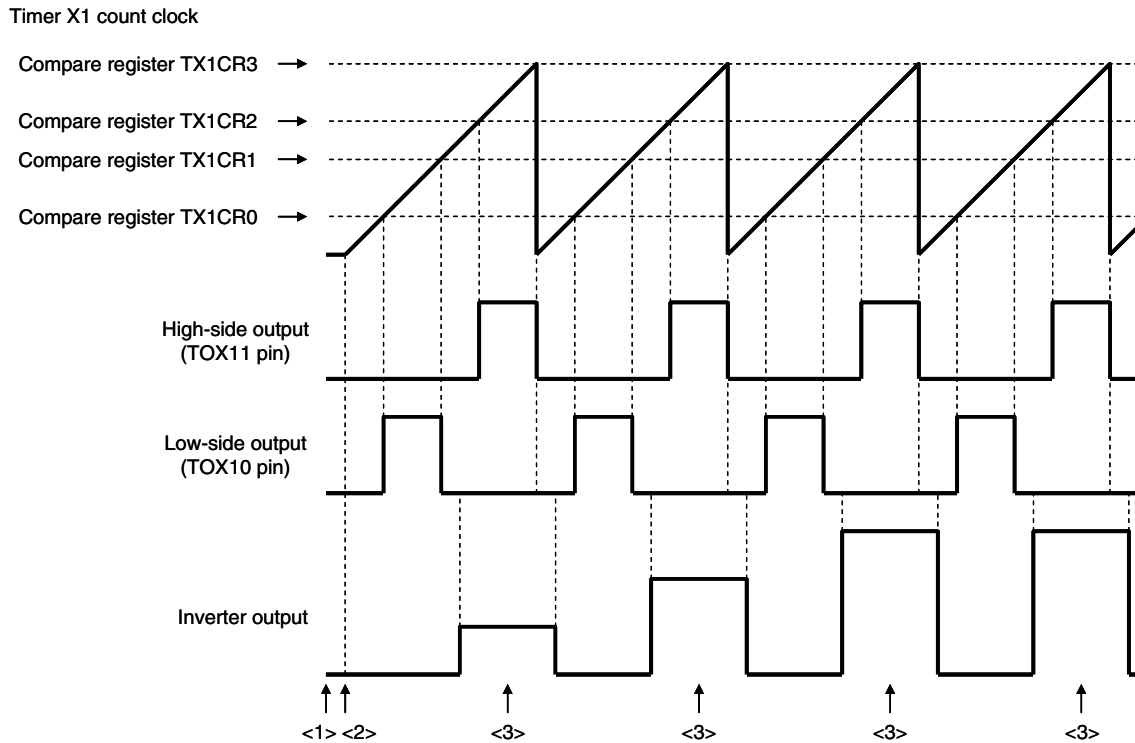 Timer X1 count clock
Compare register TX1CR3
Compare register TX1CR2
Compare register TX1CR1
Compare register TX1CR0
High-side output
(TOX11 pin)
Low-side output
(TOX10 pin)
Inverter output
<1> <2> <3> <3> <3> <3>